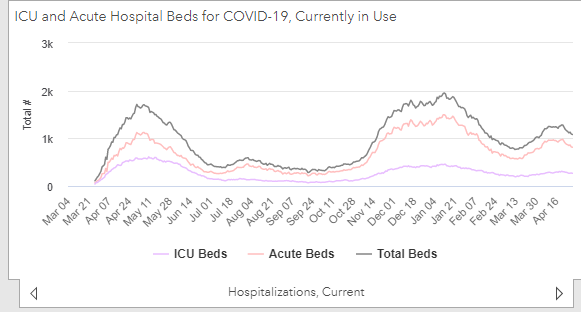 ICU and Acute Hospital Beds for COVID-19, Currently in Use
3k
2k
1k
0
Total #
Mar 04
Mar 21
Apr 07
Apr 24
May 11
May 28
Jun 14
Jul 01
Jul 18
Aug 04
Aug 21
Sep 07
Sep 24
Oct 11
Oct 28
Nov 14
Dec 01
Dec 18
Jan 04
Jan 21
Feb 07
Feb 24
Mar 13
Mar 30
Apr 16
ICU Beds
Acute Beds
Total Beds
Hospitalizations, Current